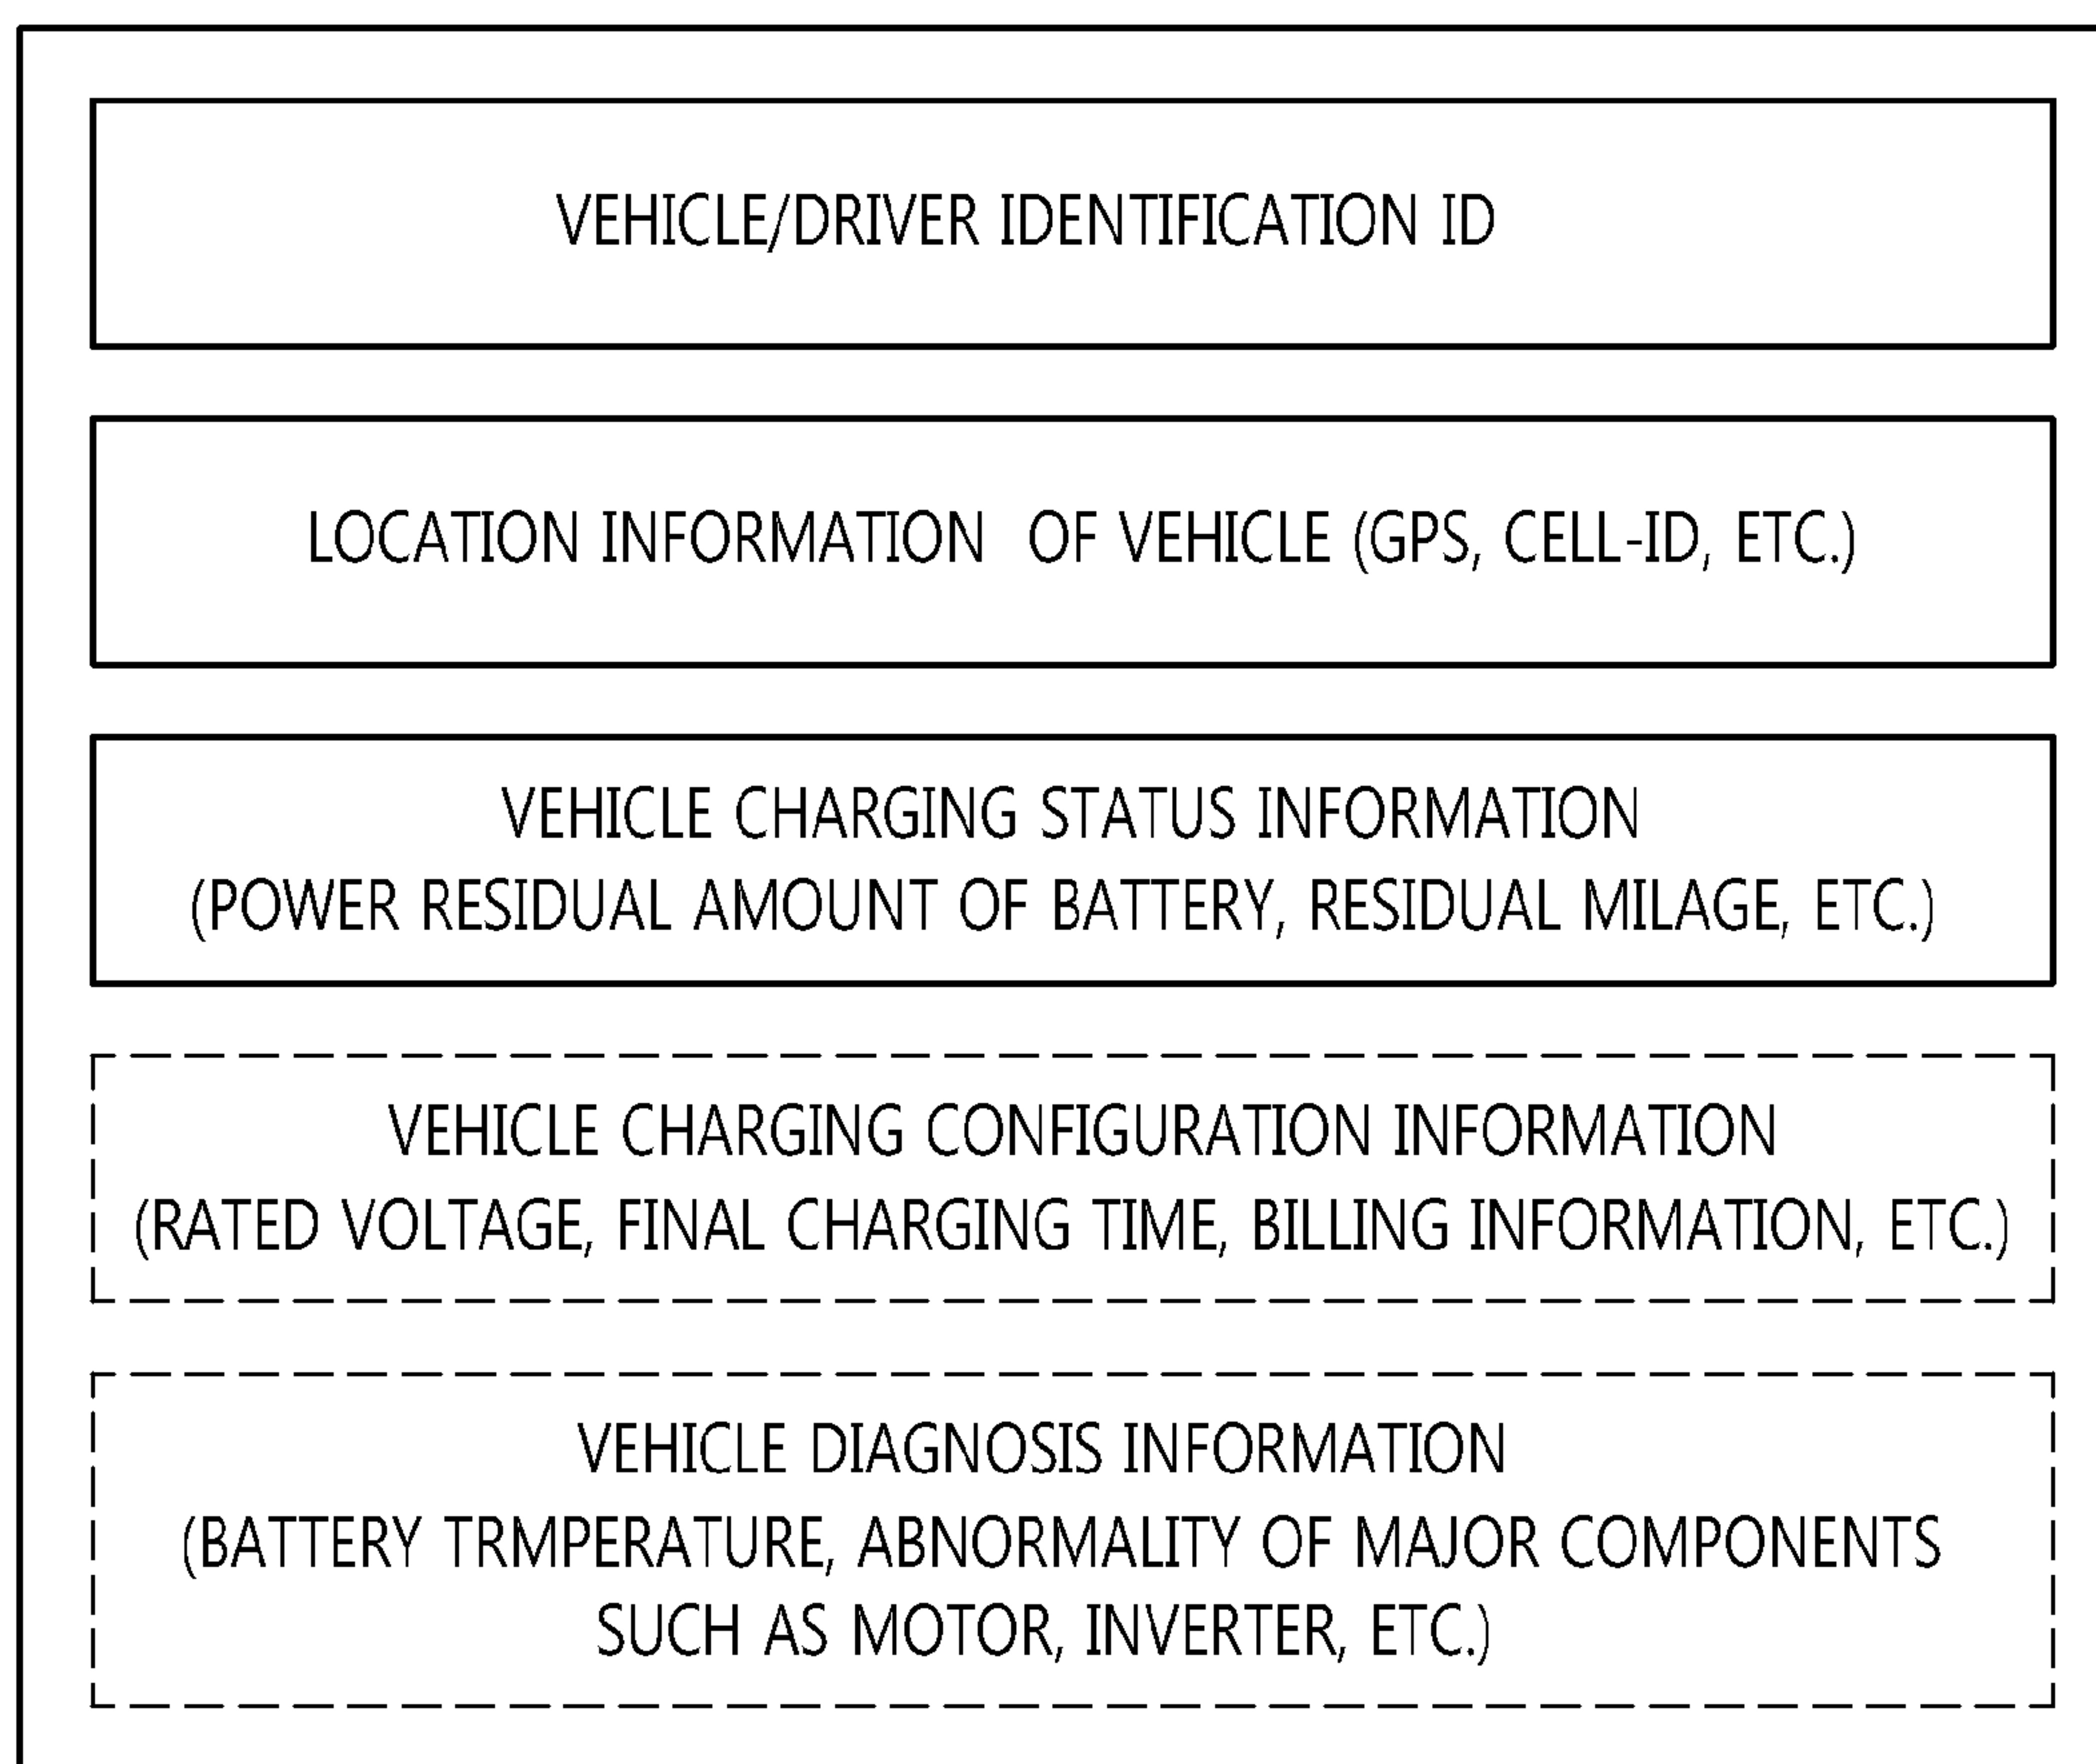 VEHICLE/DRIVER IDENTIFICATION ID
LOCATION INFORMATION OF VEHICLE (GPS, CELL-ID, ETC.)
VEHICLE CHARGING STATUS INFORMATION
(POWER RESIDUAL AMOUNT OF BATTERY, RESIDUAL MILAGE, ETC.)
VEHICLE CHARGING CONFIGURATION INFORMATION
(RATED VOLTAGE, FINAL CHARGING TIME, BILLING INFORMATION, ETC.)
VEHICLE DIAGNOSIS INFORMATION
(BATTERY TRMPERATURE, ABNORMALITY OF MAJOR COMPONENTS
SUCH AS MOTOR, INVERTER, ETC.)